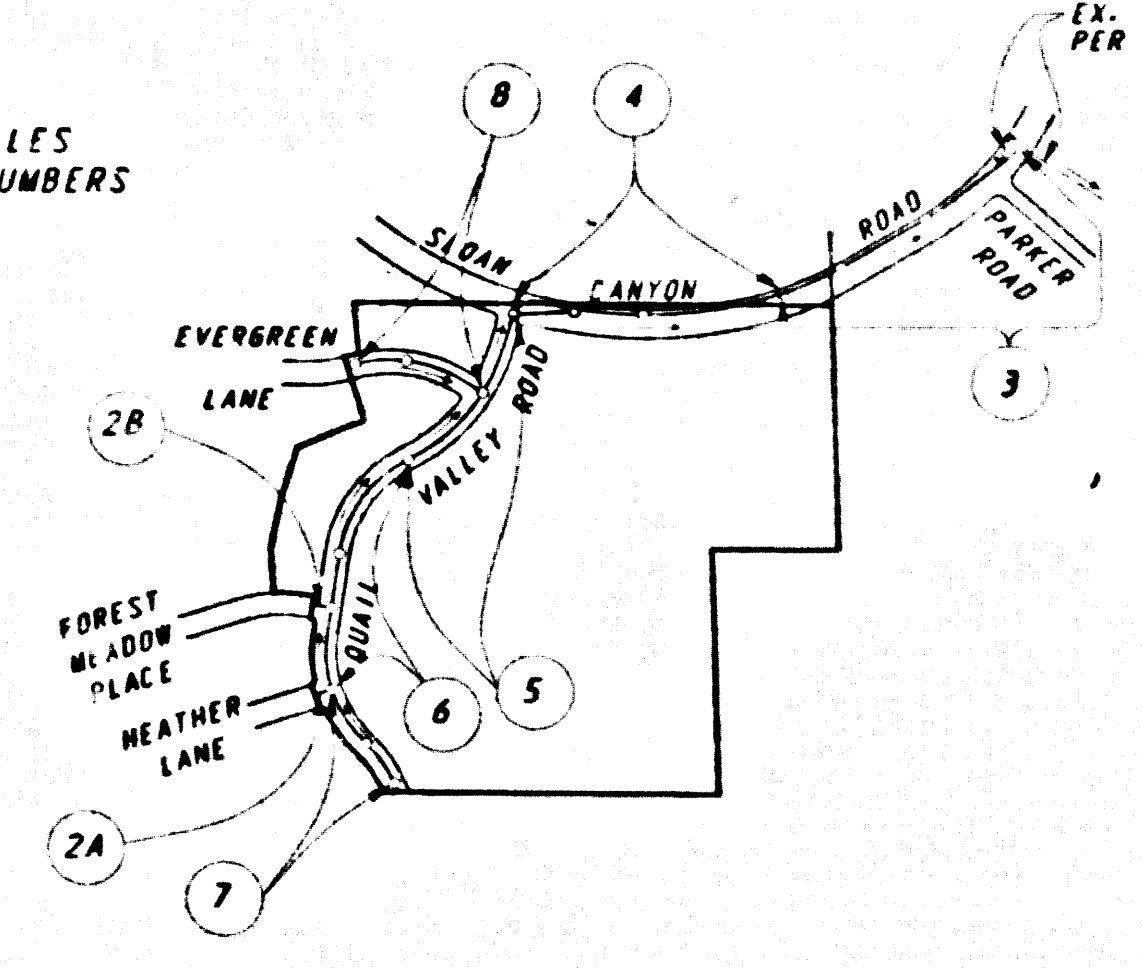 EX.
PER
8
4
LES
UMBERS
SLOAN
CANYON
ROAD
PARKER
ROAD
EVERGREEN
LANE
3
2B
VALLEY
ROAD
QUAIL
FOREST
MEADOW
PLACE
HEATHER
LANE
6
5
2A
7